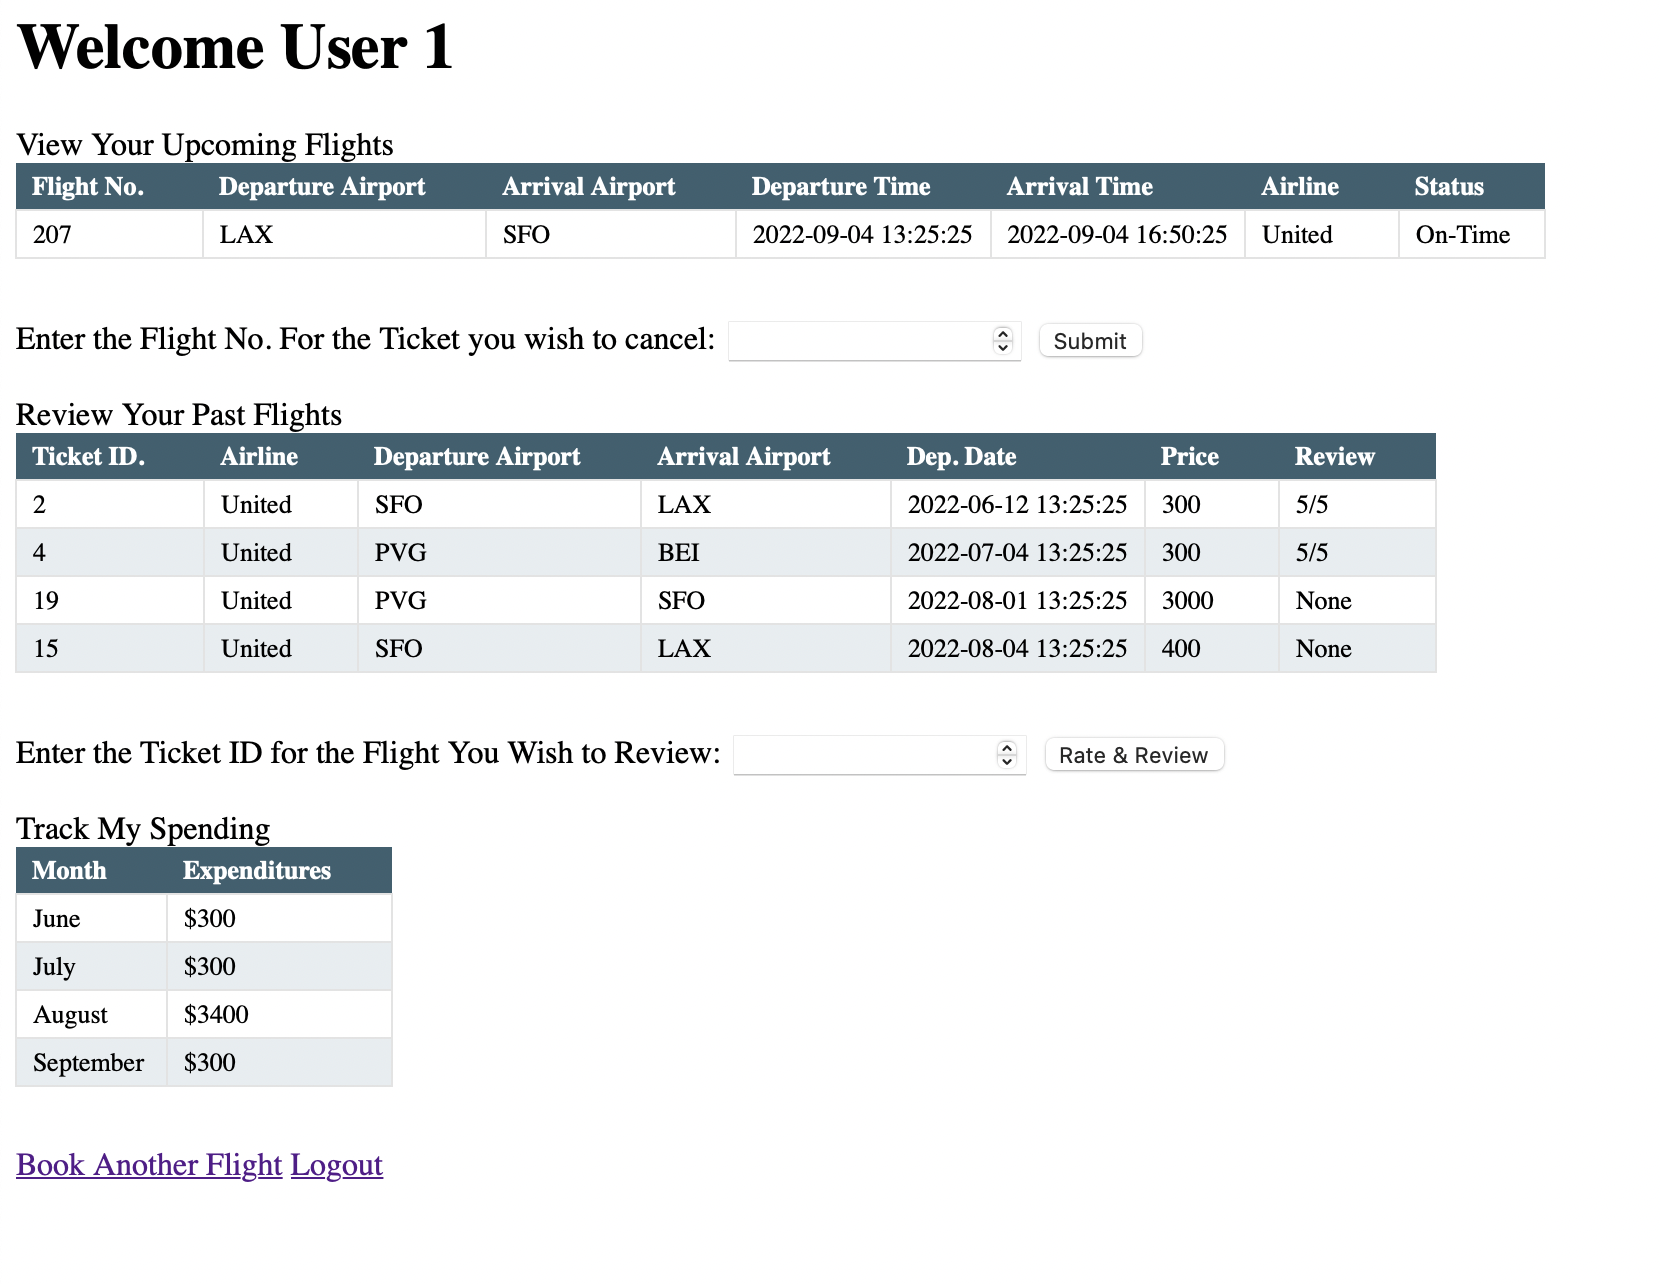 Welcome User 1
View Your Upcoming Flights
Flight No. Departure Airport Arrival Airport Departure Time Arrival Time Airline Status
207 LAX SFO 2022-09-04 13:25:25 2022-09-04 16:50:25 United On-Time
Enter the Flight No. For the Ticket you wish to cancel: Submit
Review Your Past Flights
Ticket ID. Airline Departure Airport Arrival Airport Dep. Date Price Review
2 United SFO LAX 2022-06-12 13:25:25 300 5/5
4 United PVG BEI 2022-07-04 13:25:25 300 5/5
19 United PVG SFO 2022-08-01 13:25:25 3000 None
15 United SFO LAX 2022-08-04 13:25:25 400 None
Enter the Ticket ID for the Flight You Wish to Review: Rate & Review
Track My Spending
Month Expenditures
June $300
July $300
August $3400
September $300
Book Another Flight Logout